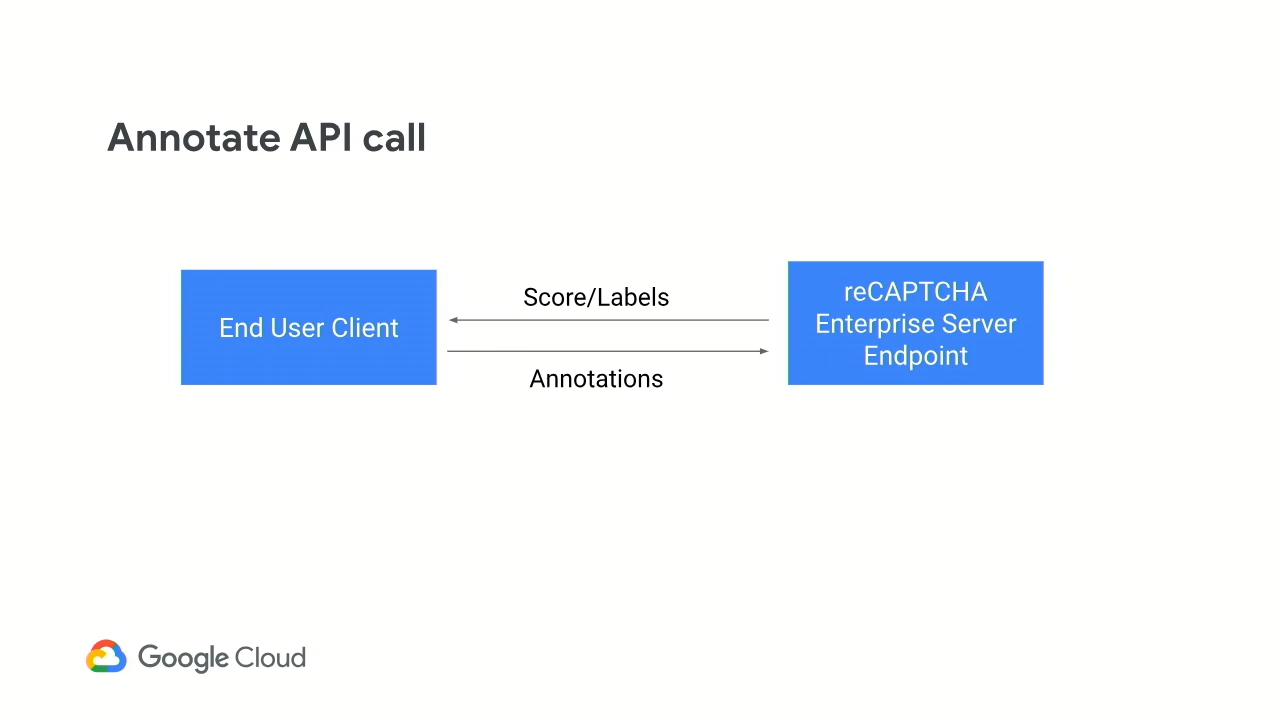 Annotate API call
End User Client
Score/Labels
Annotations
reCAPTCHA
Enterprise Server
Endpoint
Google Cloud